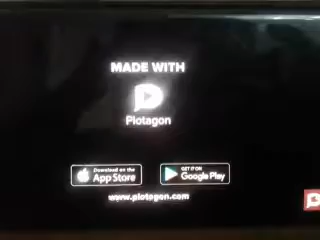 MADE WITH
Plotagon
Download on the
App Store
GET IT ON
Google Play
www.plotagon.com